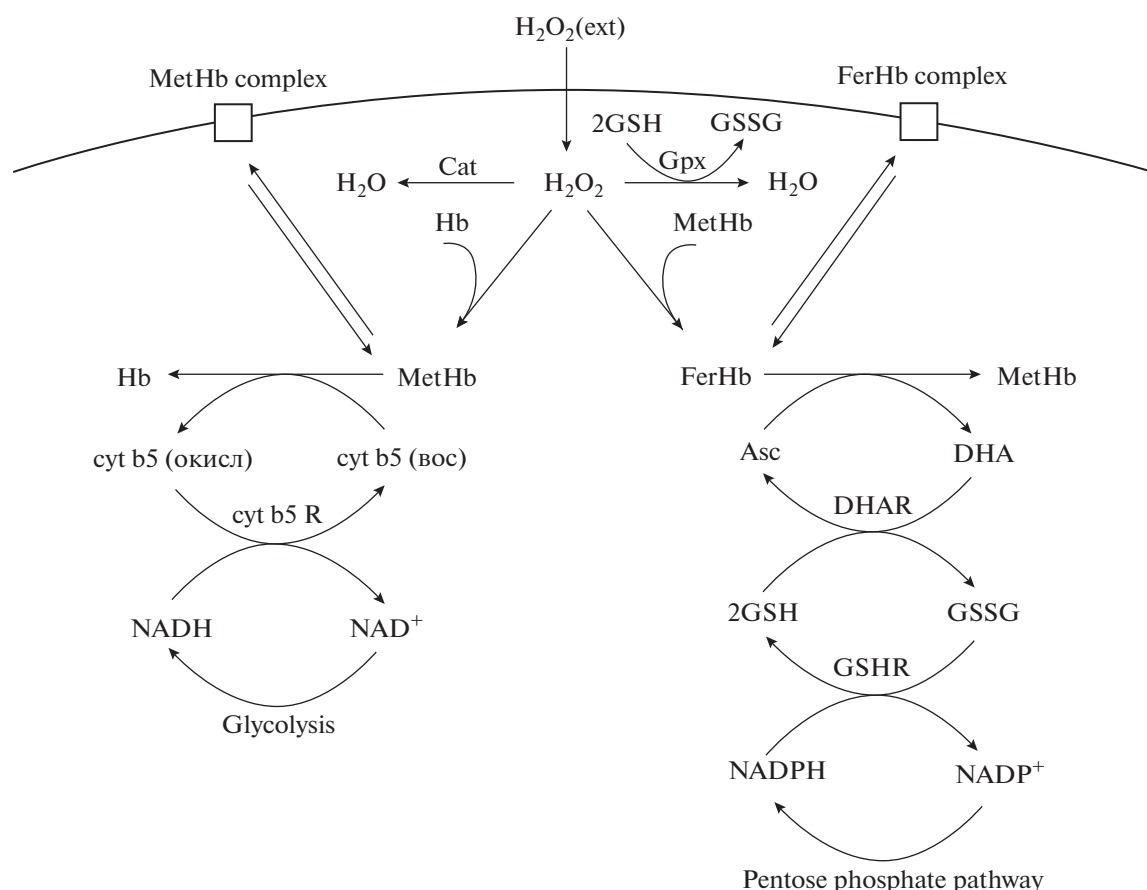 H₂O₂(ext)
MetHb complex
FerHb complex
2GSH
GSSG
Gpx
H₂O
Cat
H₂O₂
H₂O
Hb
MetHb
Hb
MetHb
FerHb
MetHb
cyt b5 (окисл)
cyt b5 (вос)
Asc
DHA
cyt b5 R
DHAR
NADH
NAD⁺
2GSH
GSSG
GSHR
Glycolysis
NADPH
NADP⁺
Pentose phosphate pathway